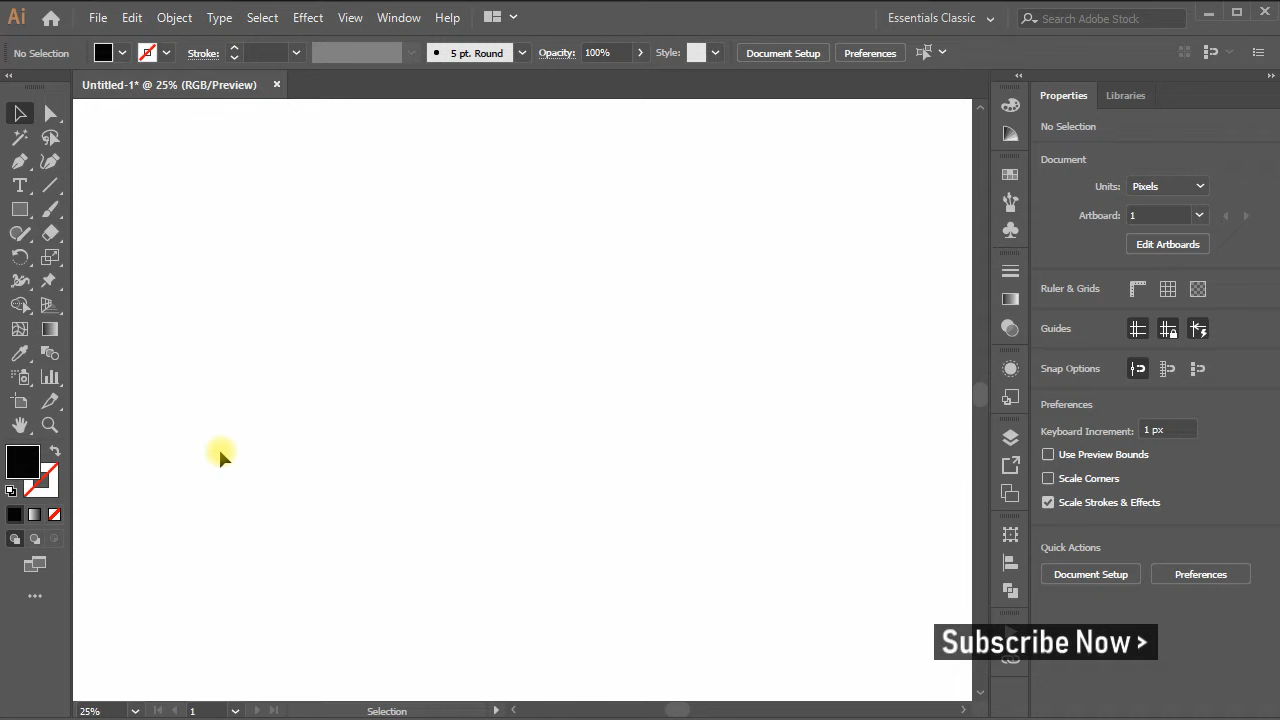 Ai File Edit Object Type Select Effect View Window Help Essentials Classic Search Adobe Stock
No Selection Stroke: 5 pt. Round Opacity: 100% Style: Document Setup Preferences
Untitled-1* @ 25% (RGB/Preview) ×
Properties Libraries
No Selection
Document
Units: Pixels
Artboard: 1
Edit Artboards
Ruler & Grids
Guides
Snap Options
Preferences
Keyboard Increment: 1 px
Use Preview Bounds
Scale Corners
Scale Strokes & Effects
Quick Actions
Document Setup Preferences
Subscribe Now >
25% 1 Selection